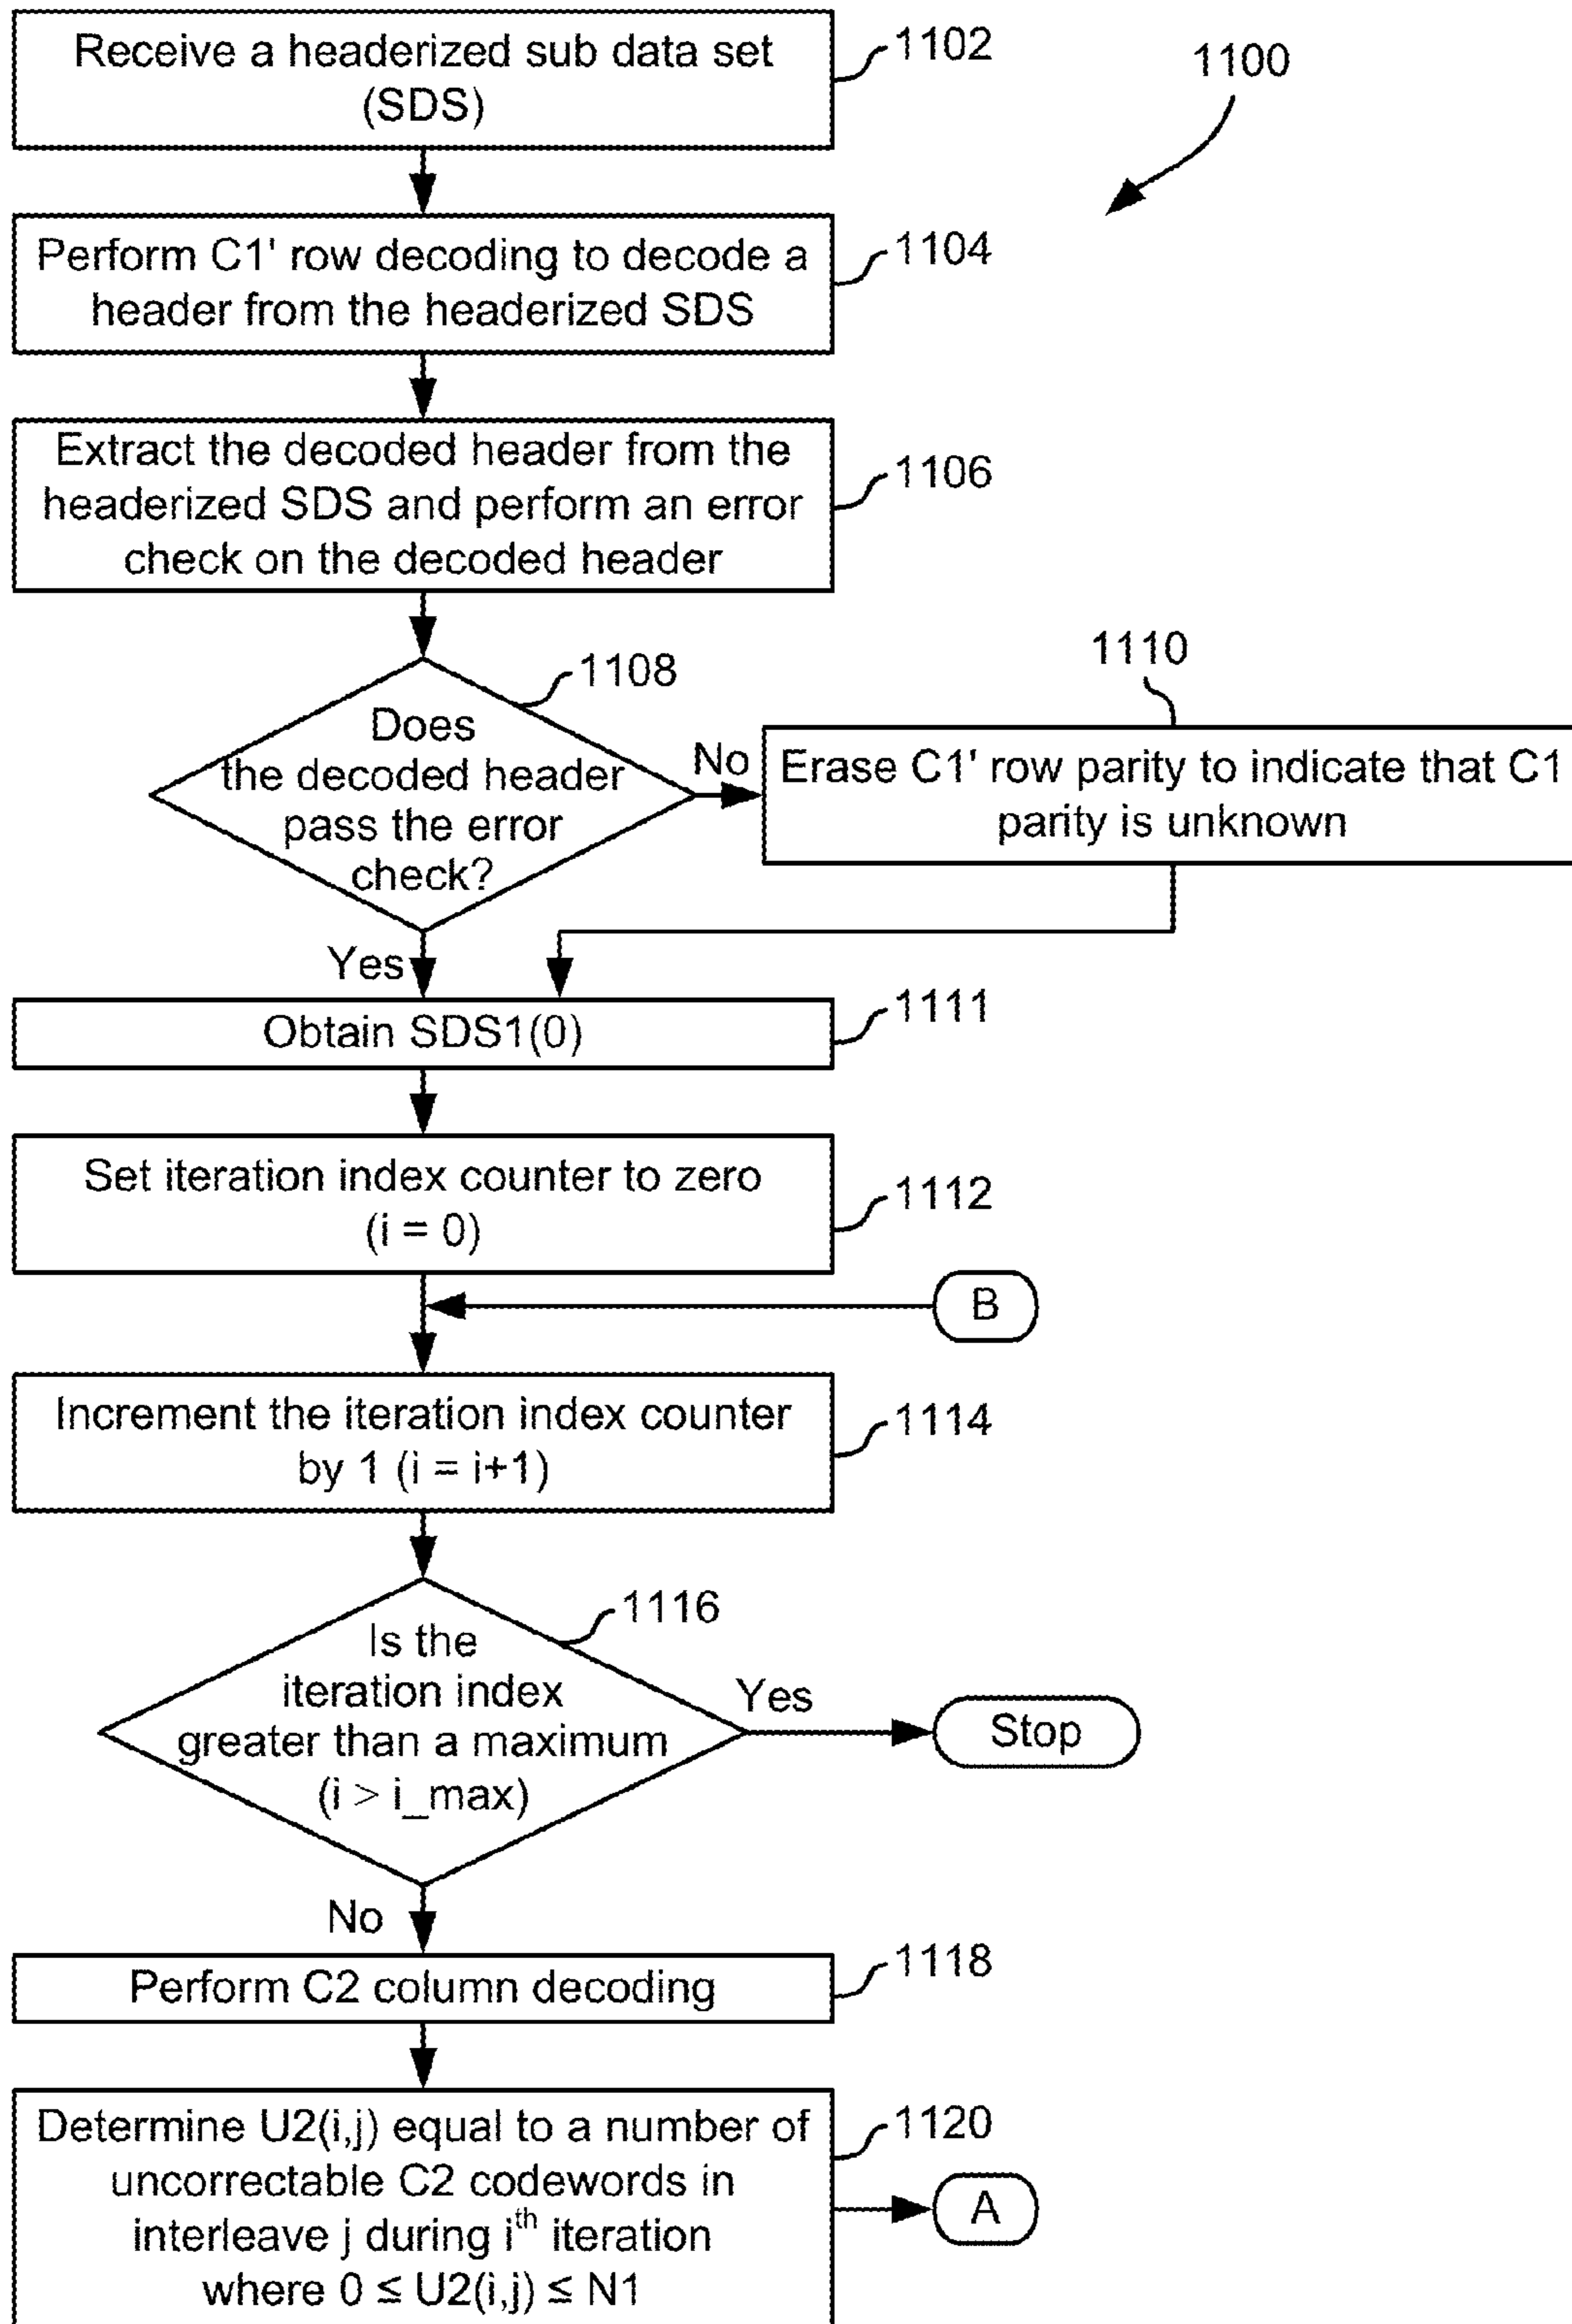 Receive a headerized sub data set
(SDS)
1102
1100
Perform C1' row decoding to decode a
header from the headerized SDS
1104
Extract the decoded header from the
headerized SDS and perform an error
check on the decoded header
1106
1108
Does
the decoded header
pass the error
check?
No
1110
Erase C1' row parity to indicate that C1
parity is unknown
Yes
Obtain SDS1(0)
1111
Set iteration index counter to zero
(i = 0)
1112
B
Increment the iteration index counter
by 1 (i = i+1)
1114
1116
Is the
iteration index
greater than a maximum
(i > i_max)
Yes
Stop
No
Perform C2 column decoding
1118
Determine U2(i,j) equal to a number of
uncorrectable C2 codewords in
interleave j during i^th iteration
where 0 ≤ U2(i,j) ≤ N1
1120
A